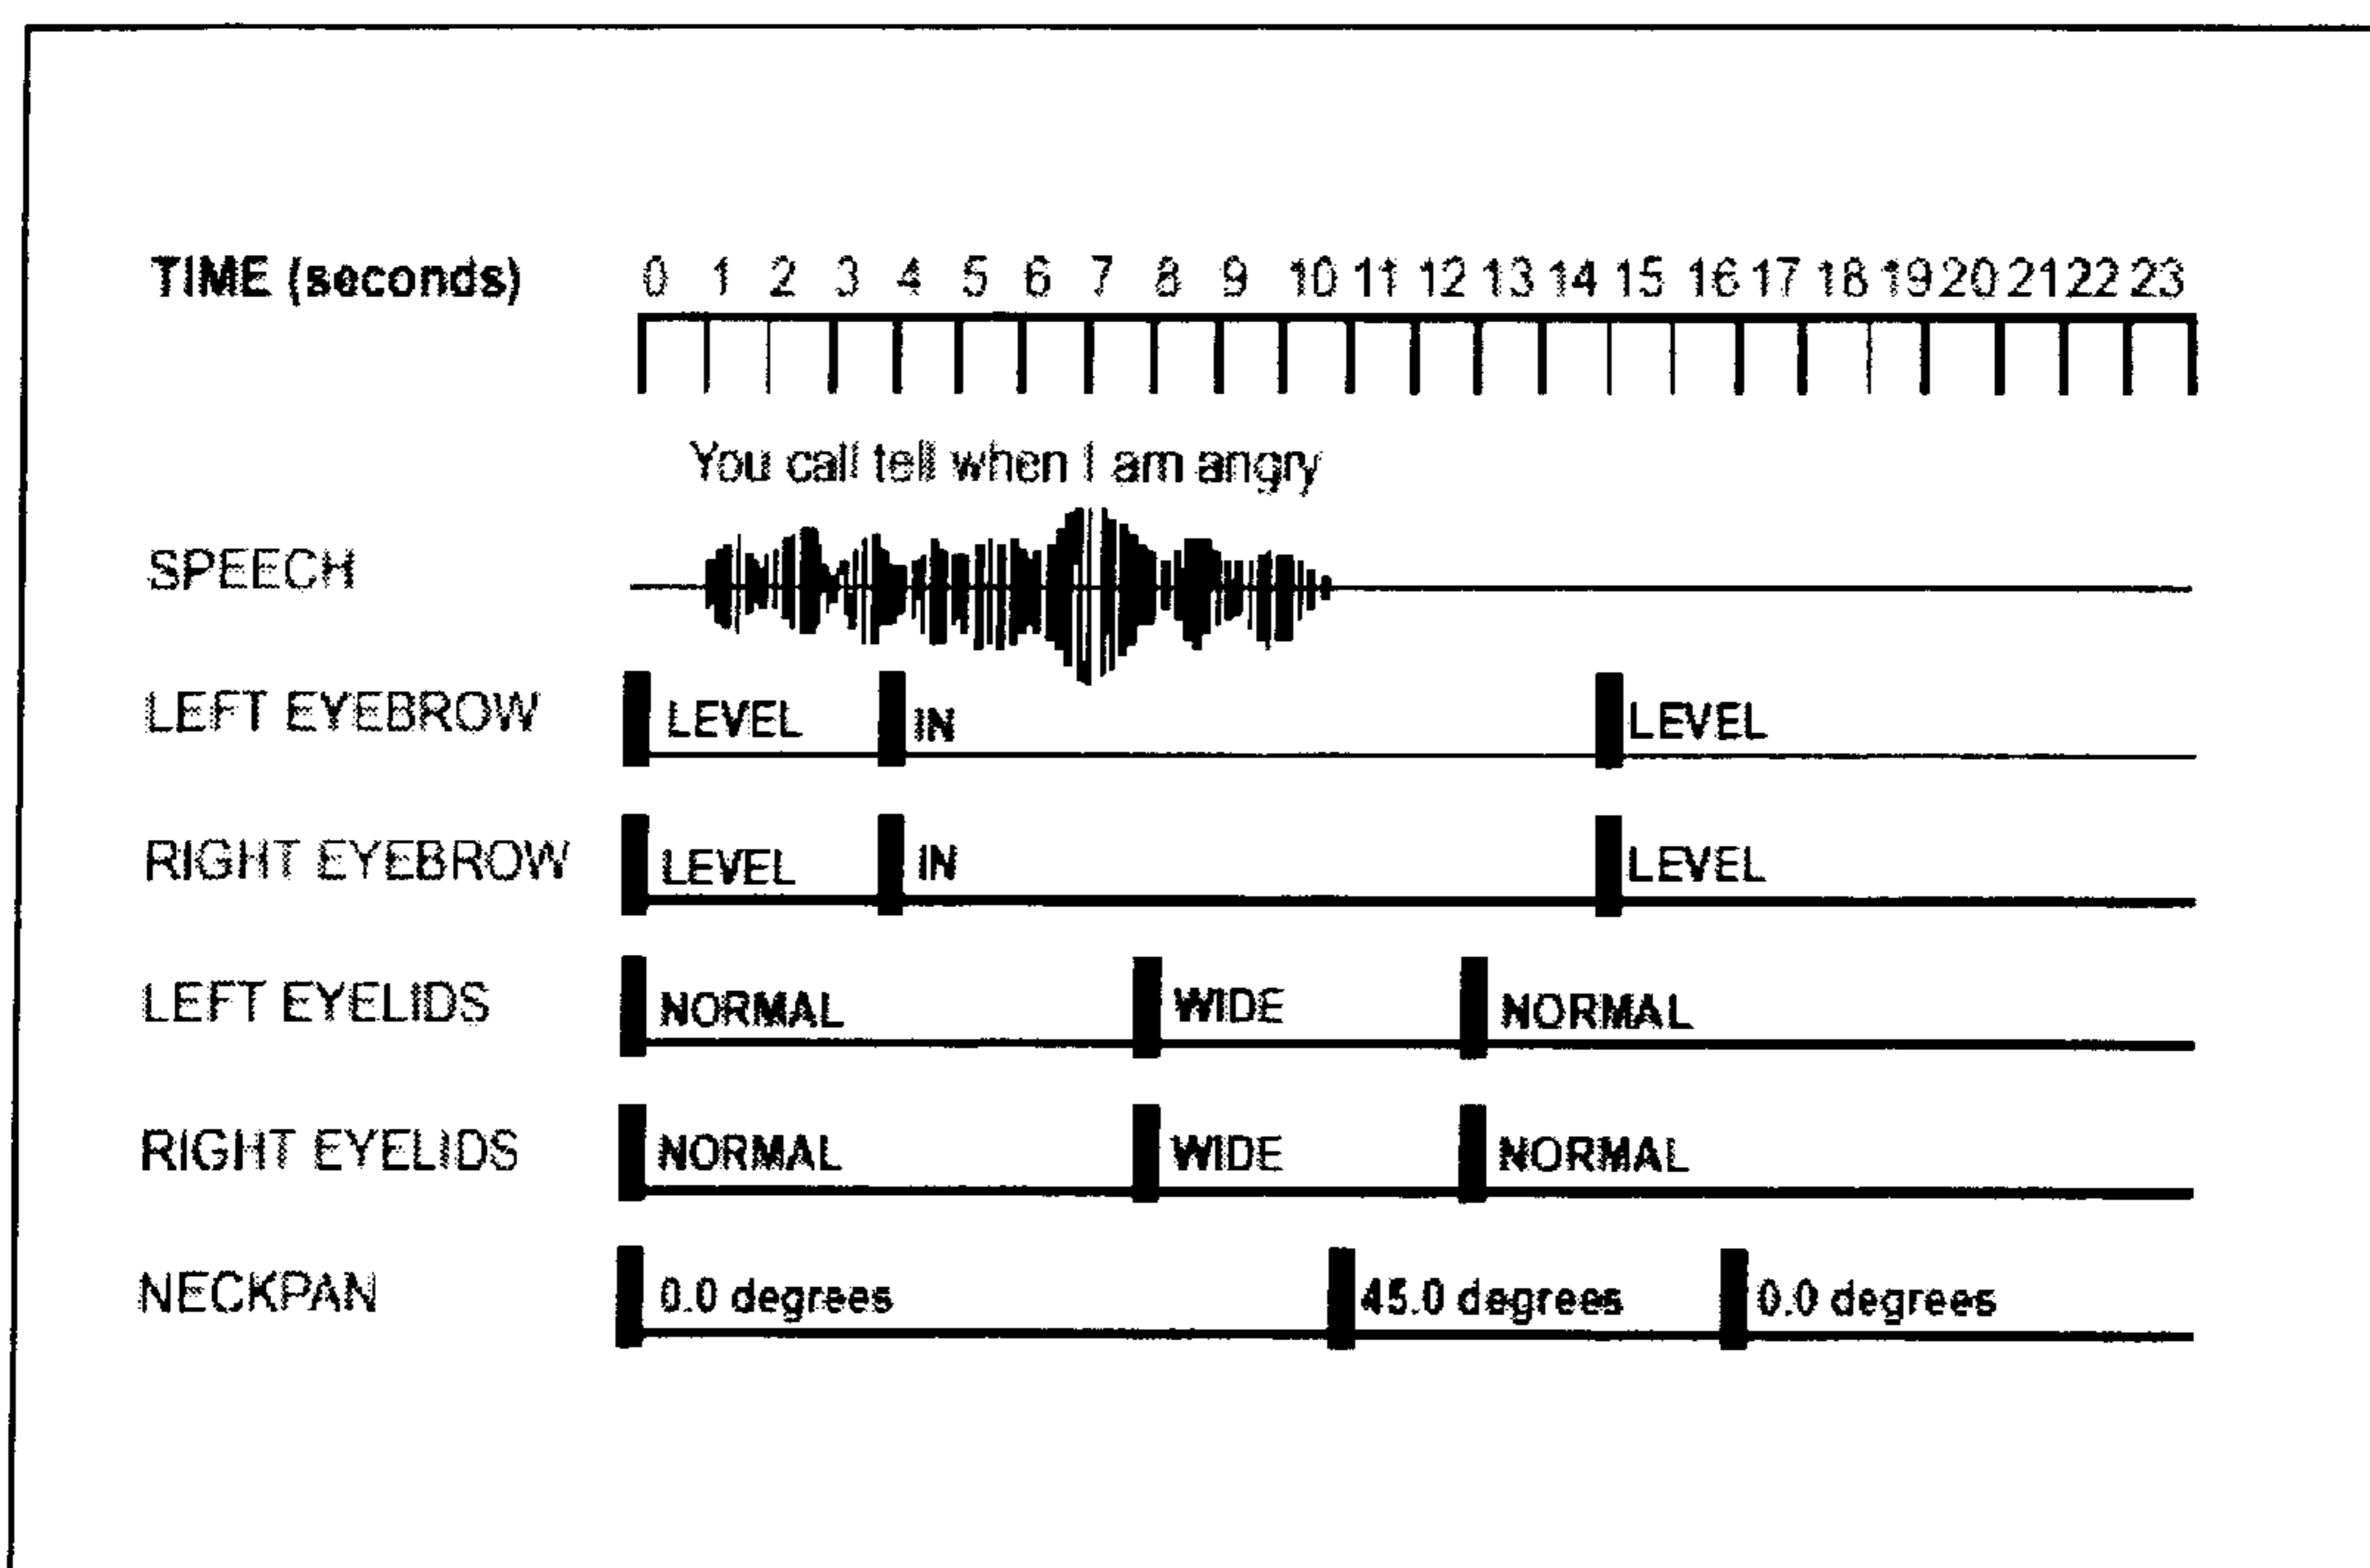 TIME (seconds) 0 1 2 3 4 5 6 7 8 9 10 11 12 13 14 15 16 17 18 19 20 21 22 23
You call tell when I am angry
SPEECH
LEFT EYEBROW LEVEL IN LEVEL
RIGHT EYEBROW LEVEL IN LEVEL
LEFT EYELIDS NORMAL WIDE NORMAL
RIGHT EYELIDS NORMAL WIDE NORMAL
NECKPAN 0.0 degrees 45.0 degrees 0.0 degrees